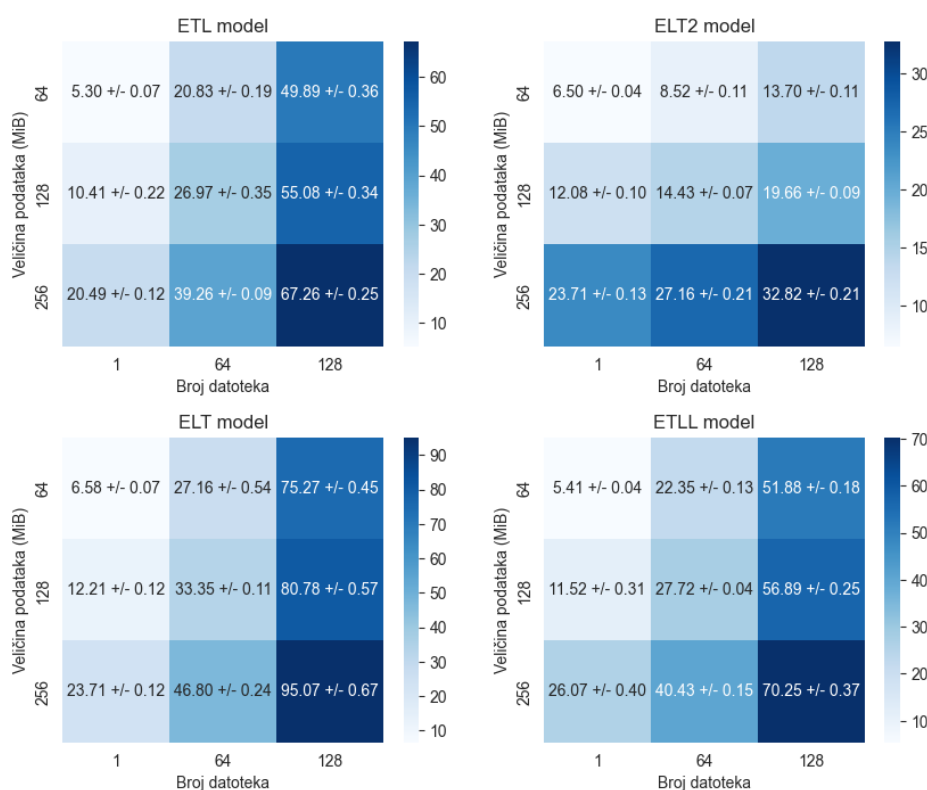 ETL model
Veličina podataka (MiB)
64
5.30 +/- 0.07 20.83 +/- 0.19 49.89 +/- 0.36
128
10.41 +/- 0.22 26.97 +/- 0.35 55.08 +/- 0.34
256
20.49 +/- 0.12 39.26 +/- 0.09 67.26 +/- 0.25
1 64 128
Broj datoteka
60
50
40
30
20
10
ELT2 model
Veličina podataka (MiB)
64
6.50 +/- 0.04 8.52 +/- 0.11 13.70 +/- 0.11
128
12.08 +/- 0.10 14.43 +/- 0.07 19.66 +/- 0.09
256
23.71 +/- 0.13 27.16 +/- 0.21 32.82 +/- 0.21
1 64 128
Broj datoteka
30
25
20
15
10
ELT model
Veličina podataka (MiB)
64
6.58 +/- 0.07 27.16 +/- 0.54 75.27 +/- 0.45
128
12.21 +/- 0.12 33.35 +/- 0.11 80.78 +/- 0.57
256
23.71 +/- 0.12 46.80 +/- 0.24 95.07 +/- 0.67
1 64 128
Broj datoteka
90
80
70
60
50
40
30
20
10
ETLL model
Veličina podataka (MiB)
64
5.41 +/- 0.04 22.35 +/- 0.13 51.88 +/- 0.18
128
11.52 +/- 0.31 27.72 +/- 0.04 56.89 +/- 0.25
256
26.07 +/- 0.40 40.43 +/- 0.15 70.25 +/- 0.37
1 64 128
Broj datoteka
70
60
50
40
30
20
10